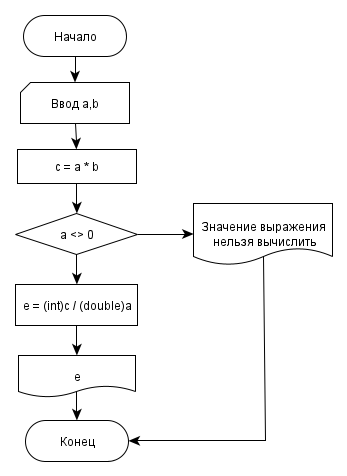 Начало
Ввод a,b
c = a * b
a <> 0
Значение выражения
нельзя вычислить
e = (int)c / (double)a
e
Конец